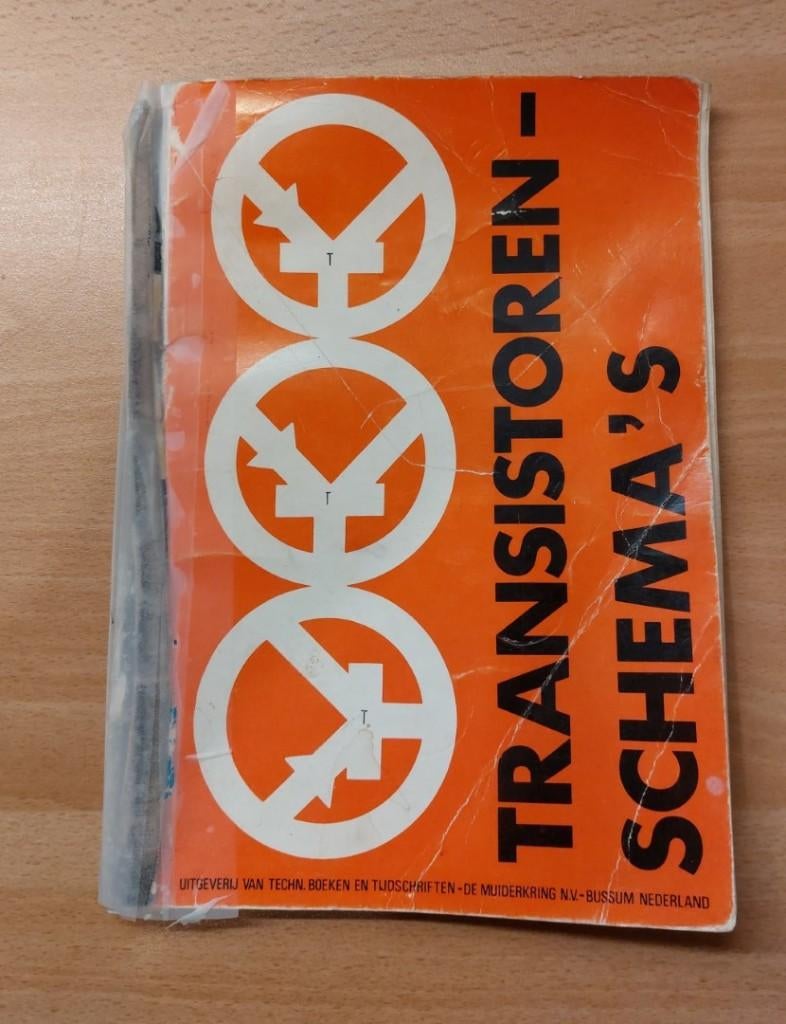 T
T
T
TRANSISTOREN-
SCHEMA'S
UITGEVERIJ VAN TECHN. BOEKEN EN TIJDSCHRIFTEN - DE MUIDERKRING N.V. - BUSSUM NEDERLAND